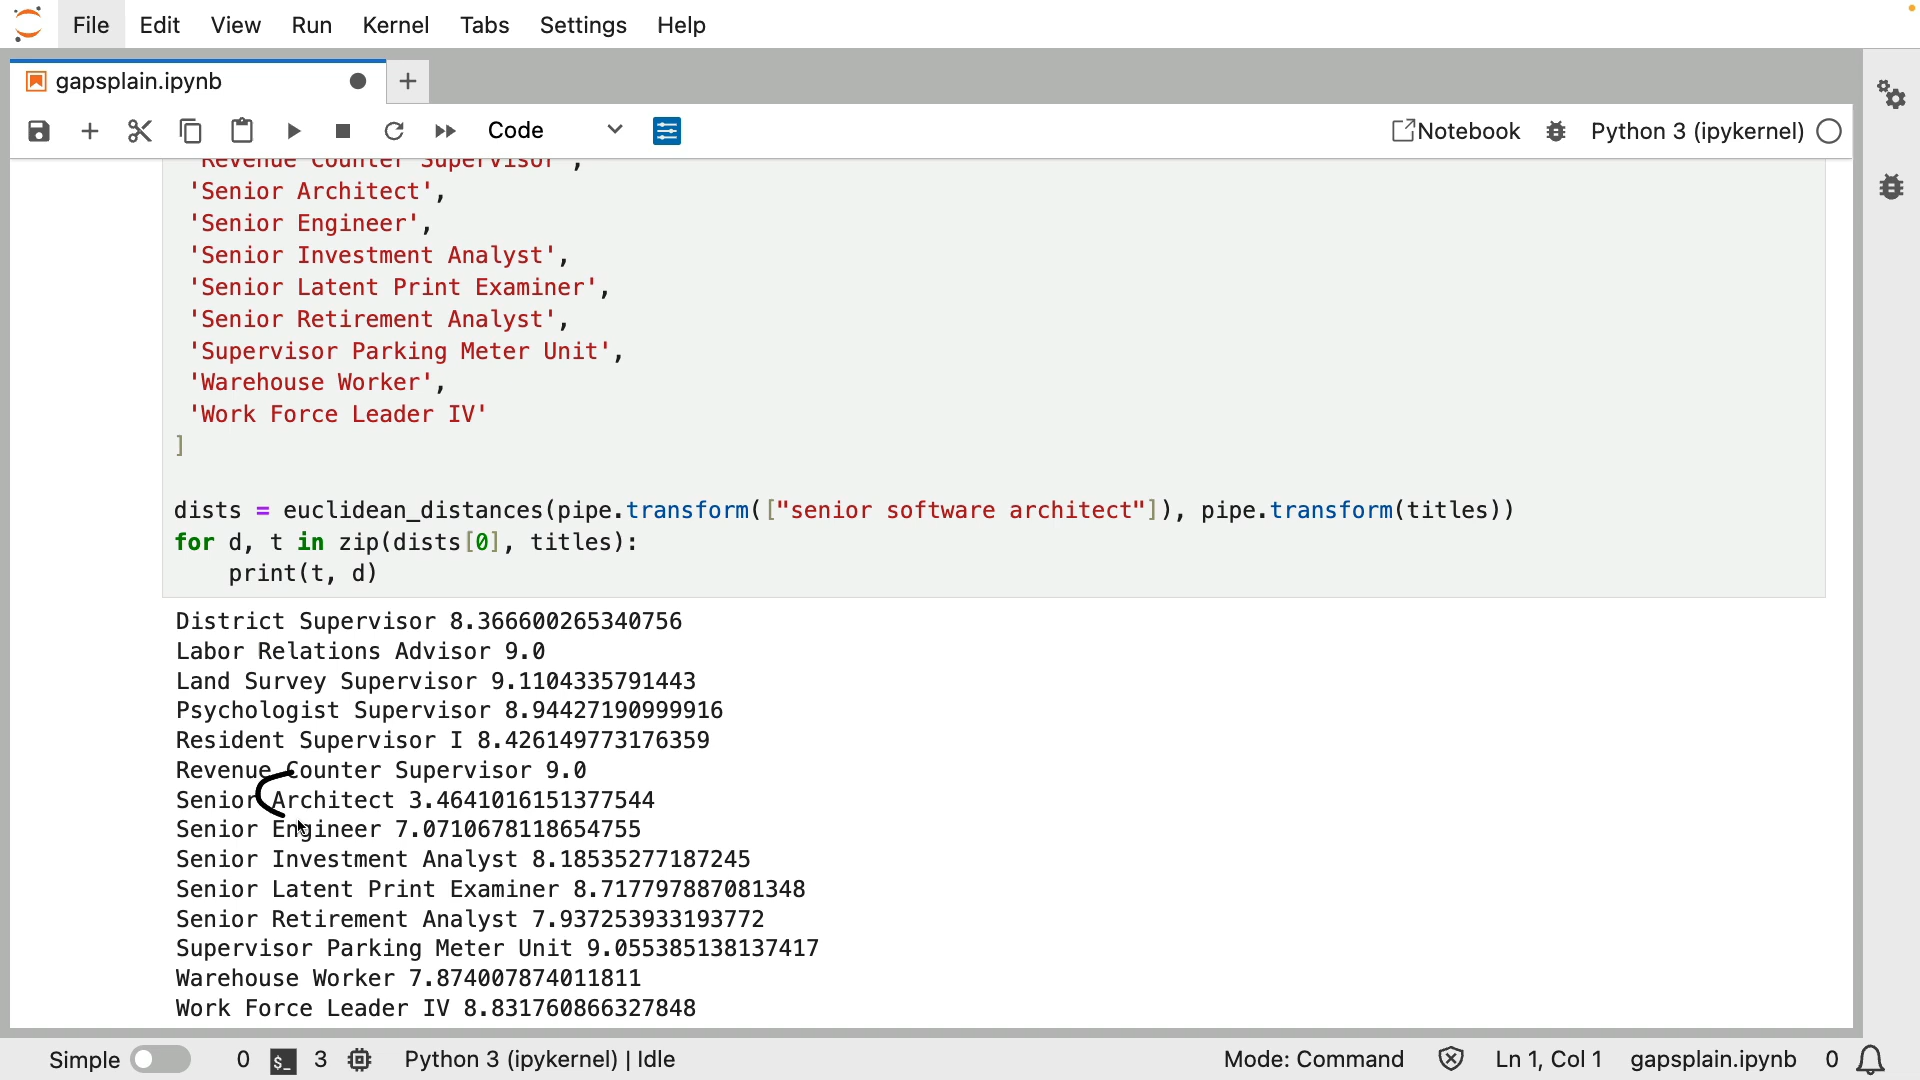 File Edit View Run Kernel Tabs Settings Help
gapsplain.ipynb
Code Notebook Python 3 (ipykernel)
'Revenue Counter Supervisor',
'Senior Architect',
'Senior Engineer',
'Senior Investment Analyst',
'Senior Latent Print Examiner',
'Senior Retirement Analyst',
'Supervisor Parking Meter Unit',
'Warehouse Worker',
'Work Force Leader IV'
]
dists = euclidean_distances(pipe.transform(["senior software architect"]), pipe.transform(titles))
for d, t in zip(dists[0], titles):
print(t, d)
District Supervisor 8.366600265340756
Labor Relations Advisor 9.0
Land Survey Supervisor 9.1104335791443
Psychologist Supervisor 8.94427190999916
Resident Supervisor I 8.426149773176359
Revenue Counter Supervisor 9.0
Senior Architect 3.4641016151377544
Senior Engineer 7.0710678118654755
Senior Investment Analyst 8.18535277187245
Senior Latent Print Examiner 8.717797887081348
Senior Retirement Analyst 7.937253933193772
Supervisor Parking Meter Unit 9.055385138137417
Warehouse Worker 7.874007874011811
Work Force Leader IV 8.831760866327848
Simple 0 $_ 3 Python 3 (ipykernel) | Idle Mode: Command Ln 1, Col 1 gapsplain.ipynb 0